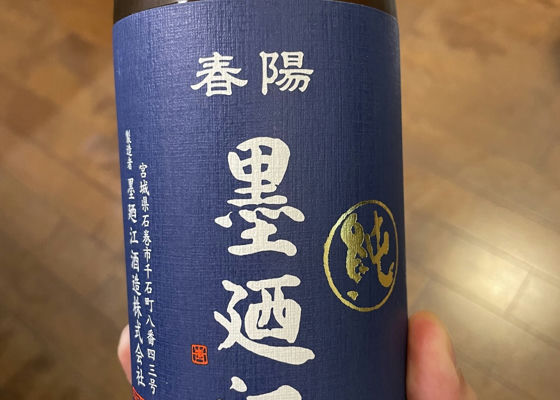 春陽
純
墨廼江
宮城県石巻市千石町八番四三号
製造者 墨廼江酒造株式会社